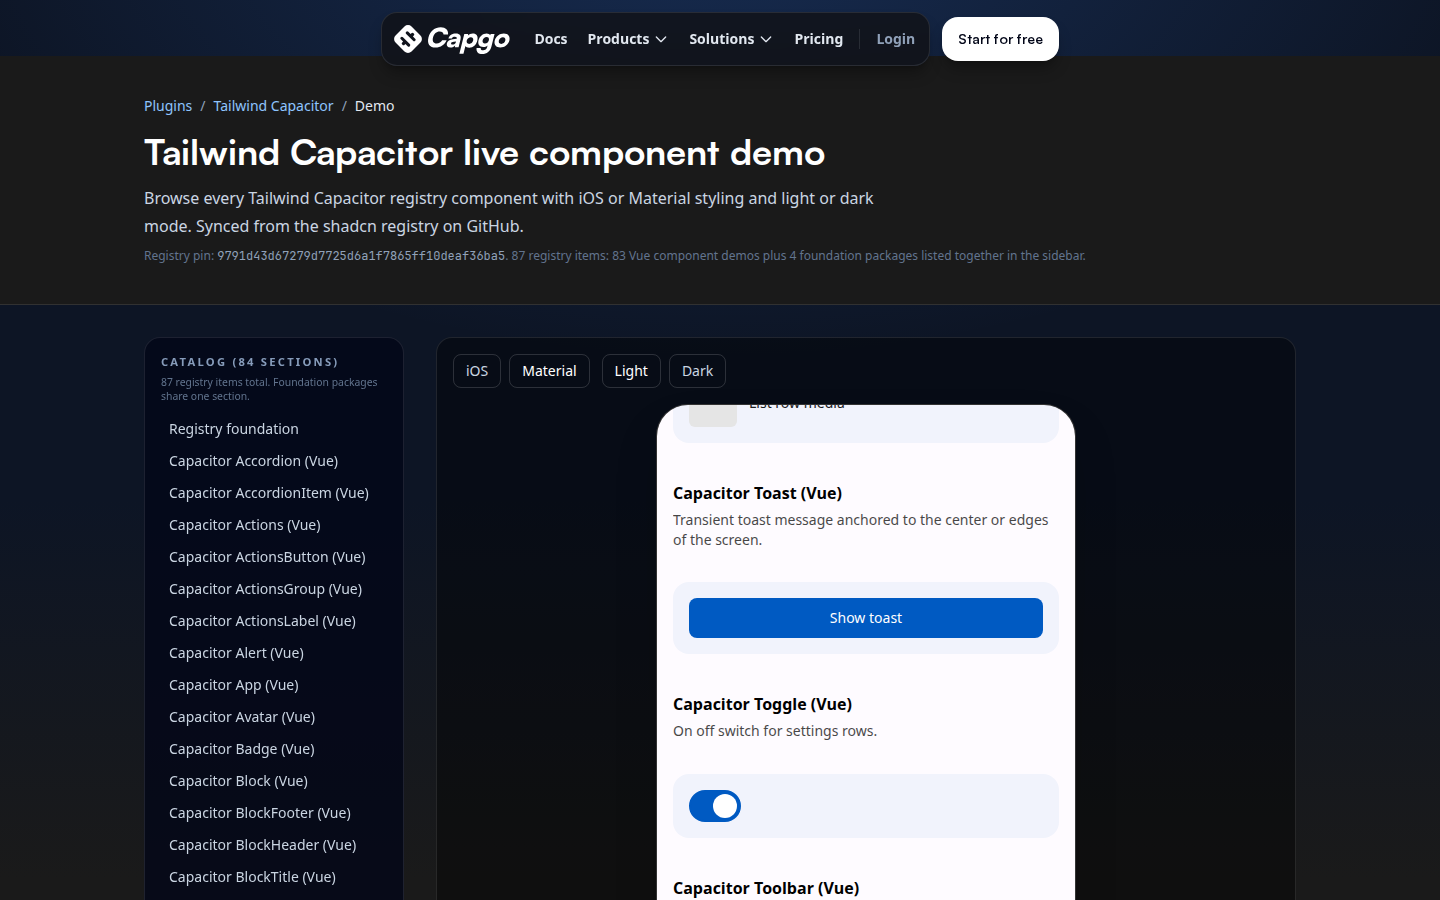 Capgo
Docs
Products
Solutions
Pricing
Login
Start for free
Plugins / Tailwind Capacitor / Demo
Tailwind Capacitor live component demo
Browse every Tailwind Capacitor registry component with iOS or Material styling and light or dark
mode. Synced from the shadcn registry on GitHub.
Registry pin: 9791d43d67279d7725d6a1f7865ff10deaf36ba5. 87 registry items: 83 Vue component demos plus 4 foundation packages listed together in the sidebar.
CATALOG (84 SECTIONS)
87 registry items total. Foundation packages
share one section.
Registry foundation
Capacitor Accordion (Vue)
Capacitor AccordionItem (Vue)
Capacitor Actions (Vue)
Capacitor ActionsButton (Vue)
Capacitor ActionsGroup (Vue)
Capacitor ActionsLabel (Vue)
Capacitor Alert (Vue)
Capacitor App (Vue)
Capacitor Avatar (Vue)
Capacitor Badge (Vue)
Capacitor Block (Vue)
Capacitor BlockFooter (Vue)
Capacitor BlockHeader (Vue)
Capacitor BlockTitle (Vue)
iOS
Material
Light
Dark
List row media
Capacitor Toast (Vue)
Transient toast message anchored to the center or edges
of the screen.
Show toast
Capacitor Toggle (Vue)
On off switch for settings rows.
Capacitor Toolbar (Vue)